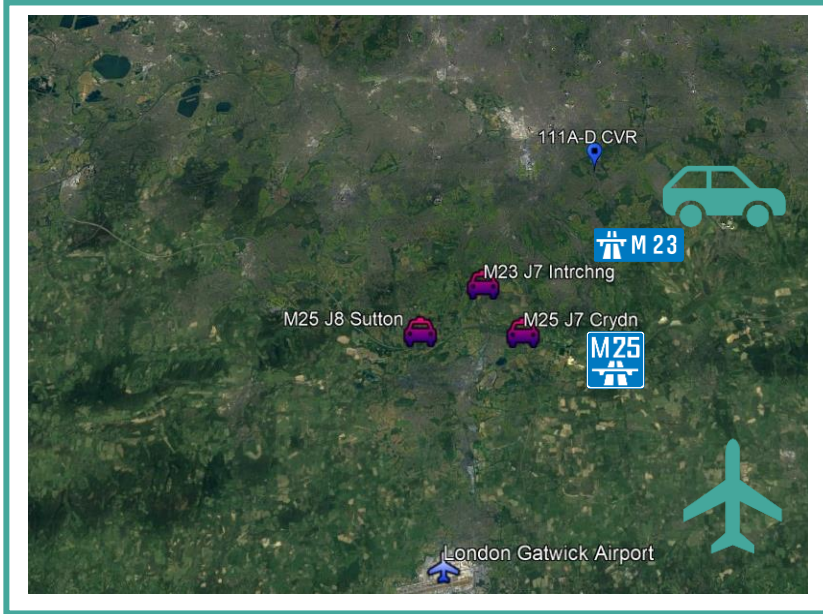 111A-D CVR
M 23
M23 J7 Intrchng
M25 J8 Sutton
M25 J7 Crydn
M25
London Gatwick Airport